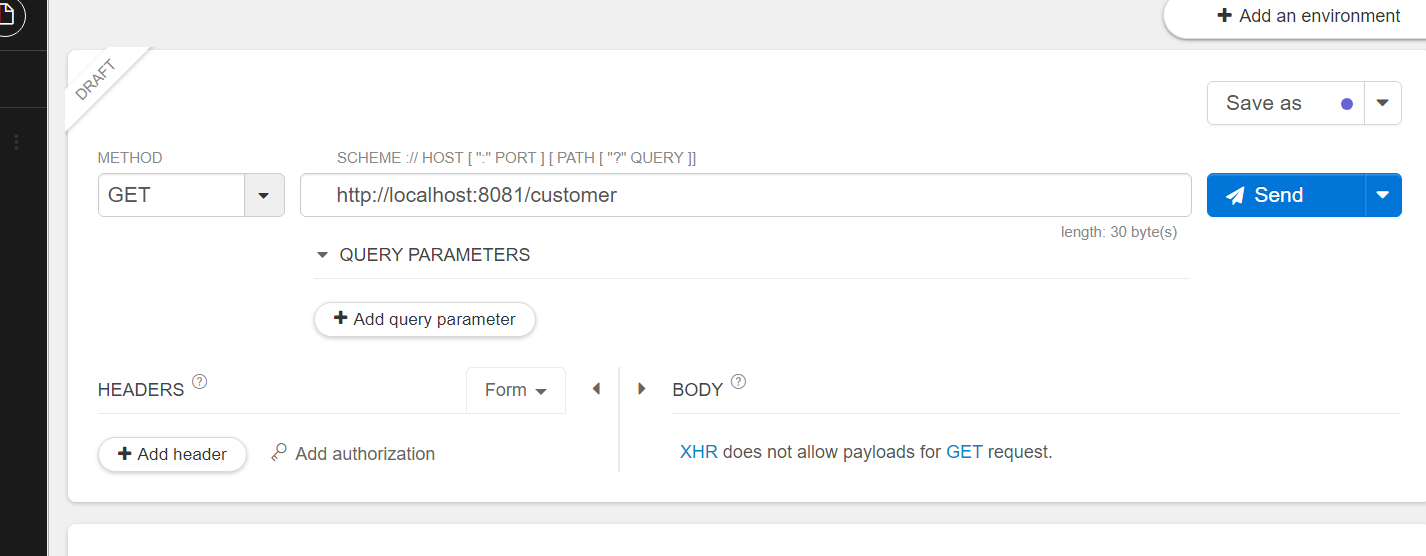 Add an environment
DRAFT
Save as
METHOD
SCHEME :// HOST [ ":" PORT ] [ PATH [ "?" QUERY ]]
GET
http://localhost:8081/customer
Send
length: 30 byte(s)
QUERY PARAMETERS
Add query parameter
HEADERS ?
Form
BODY ?
Add header
Add authorization
XHR does not allow payloads for GET request.